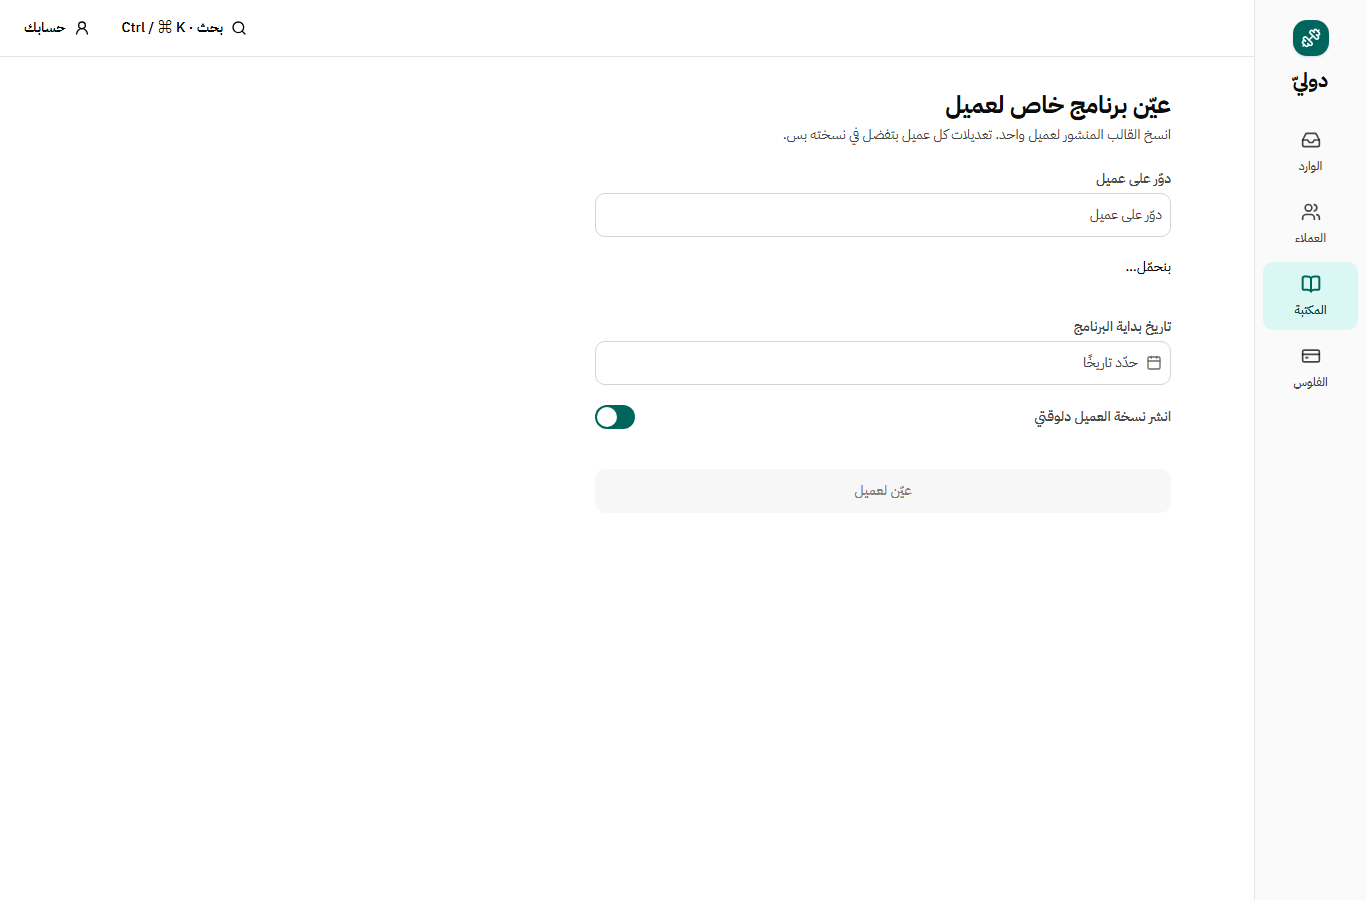 دوليّ
الوارد
العملاء
المكتبة
الفلوس
بحث · Ctrl / ⌘ K
حسابك
عيّن برنامج خاص لعميل
انسخ القالب المنشور لعميل واحد. تعديلات كل عميل بتفضل في نسخته بس.
دوّر على عميل
دوّر على عميل
بنحمّل...
تاريخ بداية البرنامج
حدّد تاريخًا
انشر نسخة العميل دلوقتي
عيّن لعميل